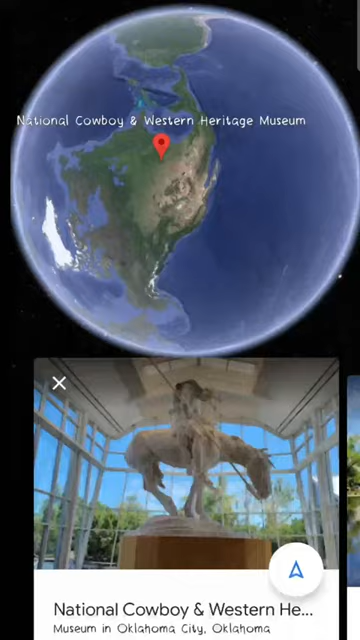 National Cowboy & Western Heritage Museum
National Cowboy & Western He...
Museum in Oklahoma City, Oklahoma